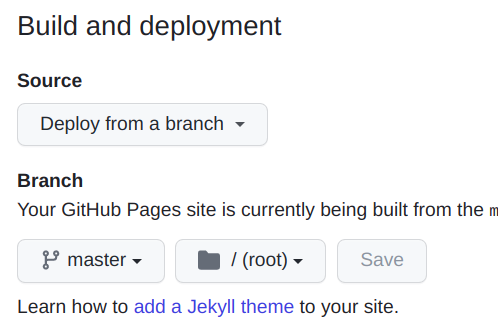 Build and deployment
Source
Deploy from a branch
Branch
Your GitHub Pages site is currently being built from the
master
/ (root)
Save
Learn how to add a Jekyll theme to your site.